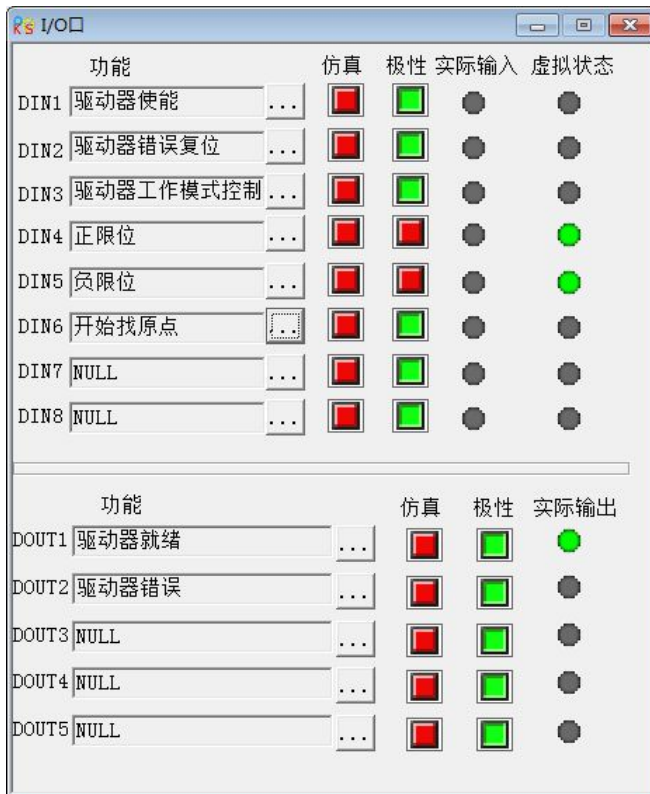 I/O口
功能 仿真 极性 实际输入 虚拟状态
DIN1 驱动器使能 ...
DIN2 驱动器错误复位 ...
DIN3 驱动器工作模式控制 ...
DIN4 正限位 ...
DIN5 负限位 ...
DIN6 开始找原点 ...
DIN7 NULL ...
DIN8 NULL ...
功能 仿真 极性 实际输出
DOUT1 驱动器就绪 ...
DOUT2 驱动器错误 ...
DOUT3 NULL ...
DOUT4 NULL ...
DOUT5 NULL ...